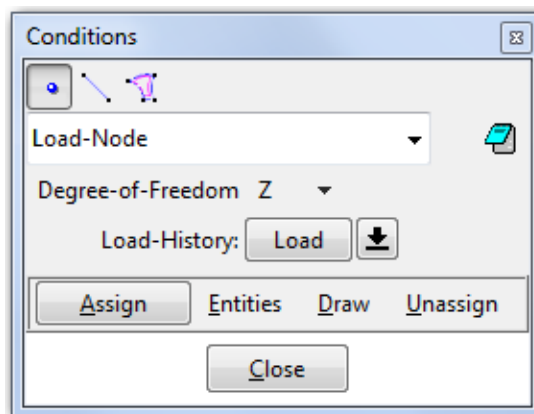 Conditions
Load-Node
Degree-of-Freedom Z
Load-History: Load
Assign Entities Draw Unassign
Close